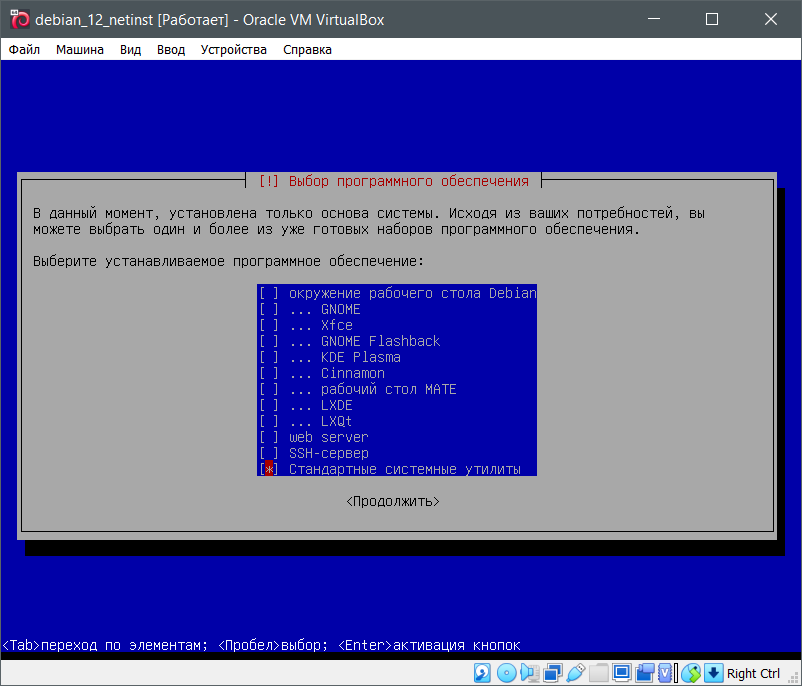 debian_12_netinst [Работает] - Oracle VM VirtualBox
Файл Машина Вид Ввод Устройства Справка
[!] Выбор программного обеспечения
В данный момент, установлена только основа системы. Исходя из ваших потребностей, вы
можете выбрать один и более из уже готовых наборов программного обеспечения.
Выберите устанавливаемое программное обеспечение:
[ ] окружение рабочего стола Debian
[ ] ... GNOME
[ ] ... Xfce
[ ] ... GNOME Flashback
[ ] ... KDE Plasma
[ ] ... Cinnamon
[ ] ... рабочий стол MATE
[ ] ... LXDE
[ ] ... LXQt
[ ] web server
[ ] SSH-сервер
[*] Стандартные системные утилиты
<Продолжить>
<Tab>переход по элементам; <Пробел>выбор; <Enter>активация кнопок
Right Ctrl